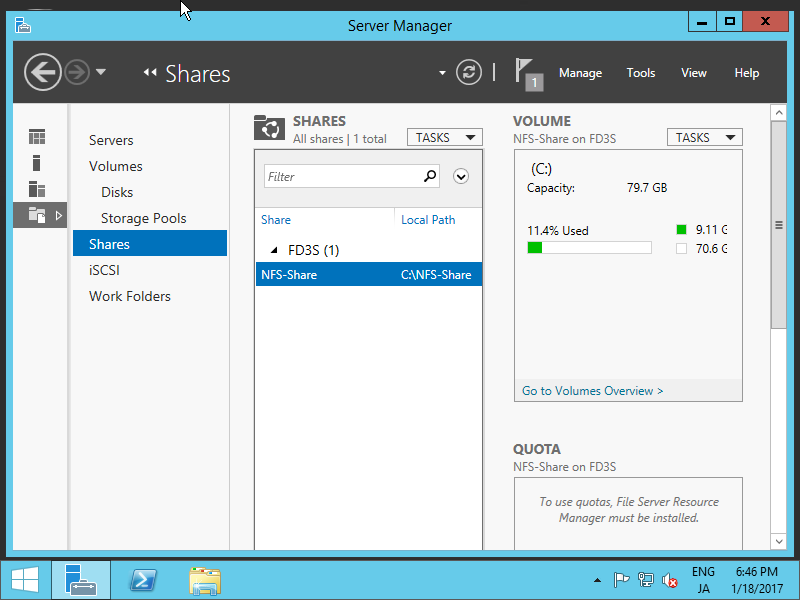 Server Manager
Shares
1
Manage
Tools
View
Help
Servers
Volumes
Disks
Storage Pools
Shares
iSCSI
Work Folders
SHARES
All shares | 1 total
TASKS
Filter
Share
Local Path
FD3S (1)
NFS-Share
C:\NFS-Share
VOLUME
NFS-Share on FD3S
TASKS
(C:)
Capacity:
79.7 GB
11.4% Used
9.11
70.6
Go to Volumes Overview >
QUOTA
NFS-Share on FD3S
To use quotas, File Server Resource
Manager must be installed.
ENG
JA
6:46 PM
1/18/2017